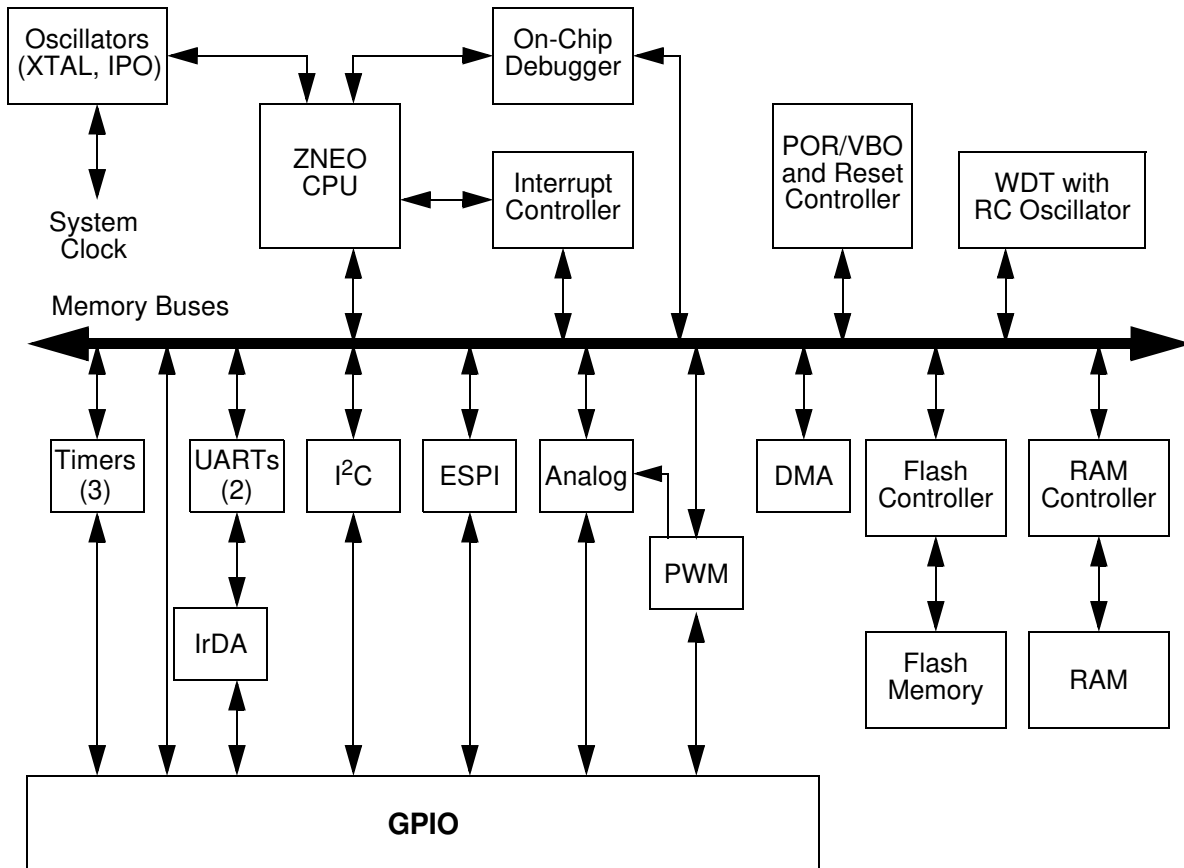 Oscillators
(XTAL, IPO)
On-Chip
Debugger
ZNEO
CPU
Interrupt
Controller
POR/VBO
and Reset
Controller
WDT with
RC Oscillator
System
Clock
Memory Buses
Timers
(3)
UARTs
(2)
I²C
ESPI
Analog
DMA
Flash
Controller
RAM
Controller
PWM
IrDA
Flash
Memory
RAM
GPIO